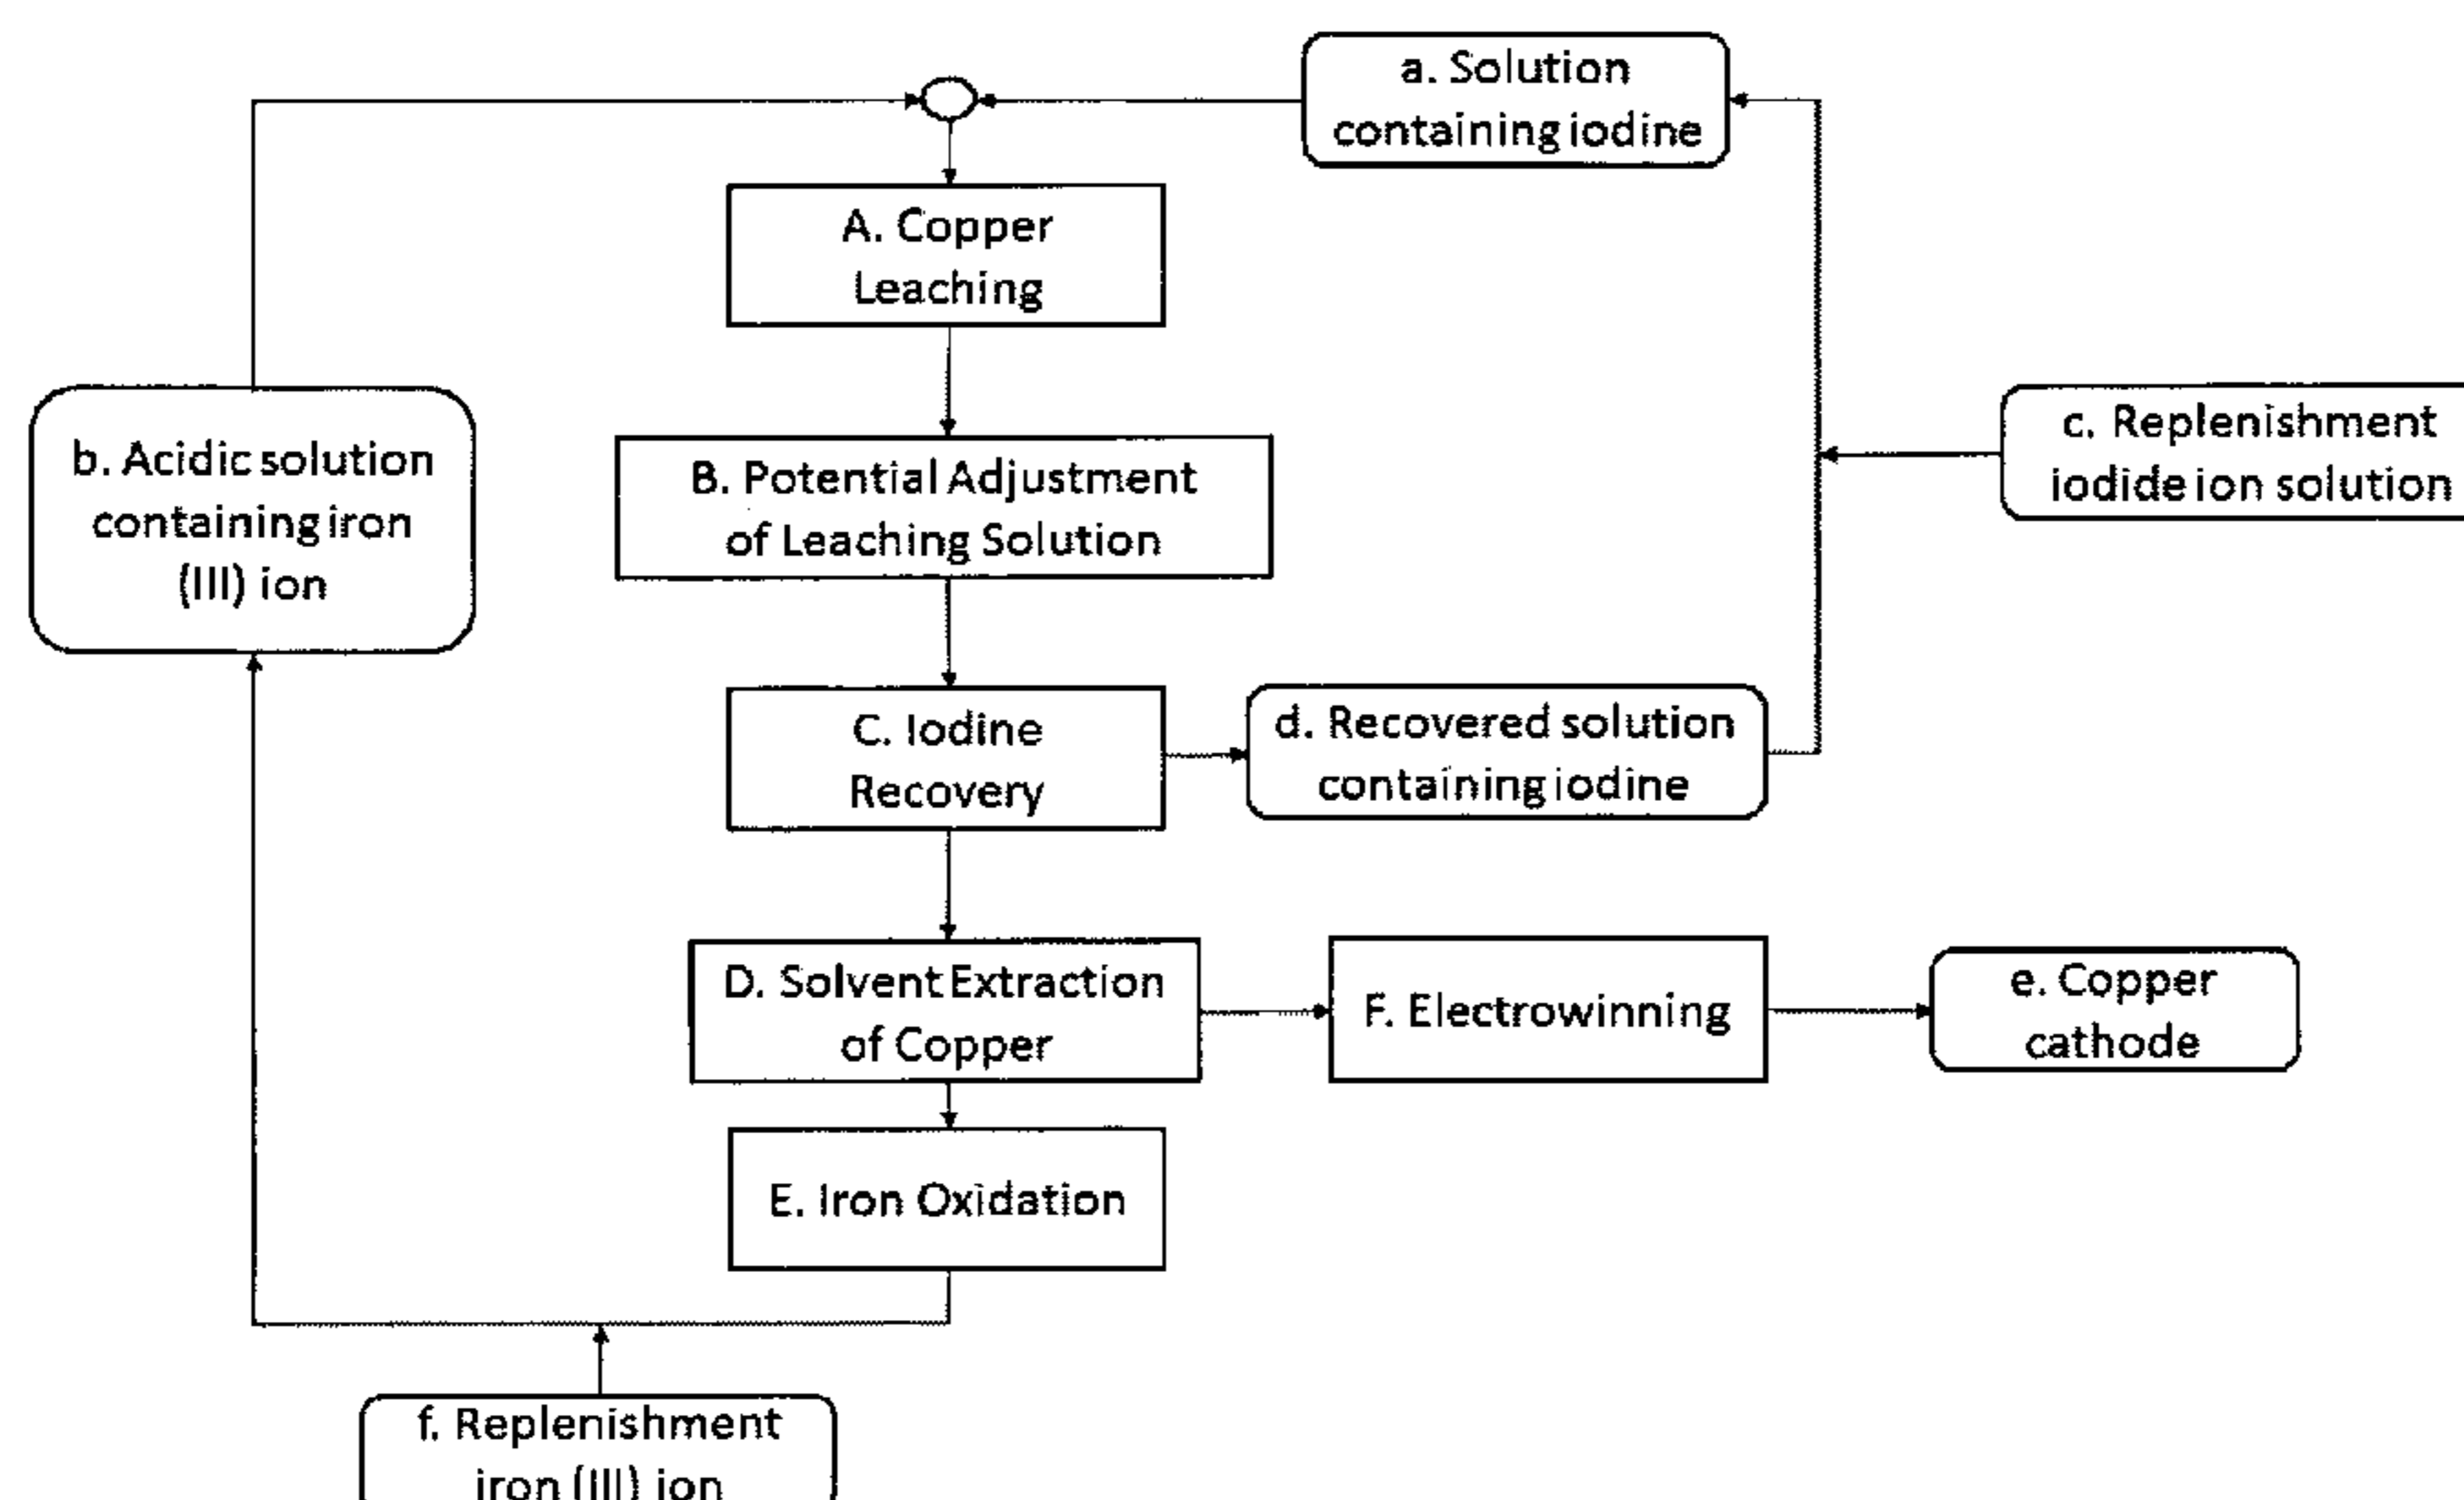 a. Solution
containing iodine
A. Copper
Leaching
b. Acidic solution
containing iron
(III) ion
B. Potential Adjustment
of Leaching Solution
c. Replenishment
iodide ion solution
C. Iodine
Recovery
d. Recovered solution
containing iodine
D. Solvent Extraction
of Copper
F. Electrowinning
e. Copper
cathode
E. Iron Oxidation
f. Replenishment
iron (III) ion